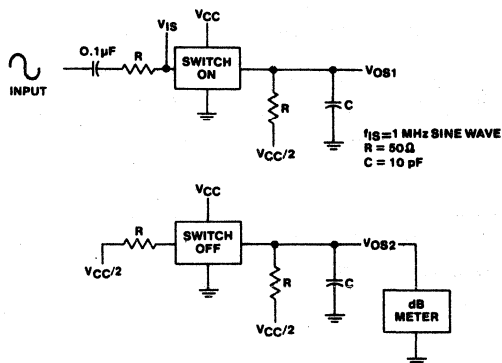 VIS
VCC
0.1µF
R
SWITCH
ON
VOS1
INPUT
R
C
VCC/2
fIS=1 MHz SINE WAVE
R = 50Ω
C = 10 pF
VCC
R
SWITCH
OFF
VOS2
VCC/2
R
C
VCC/2
dB
METER